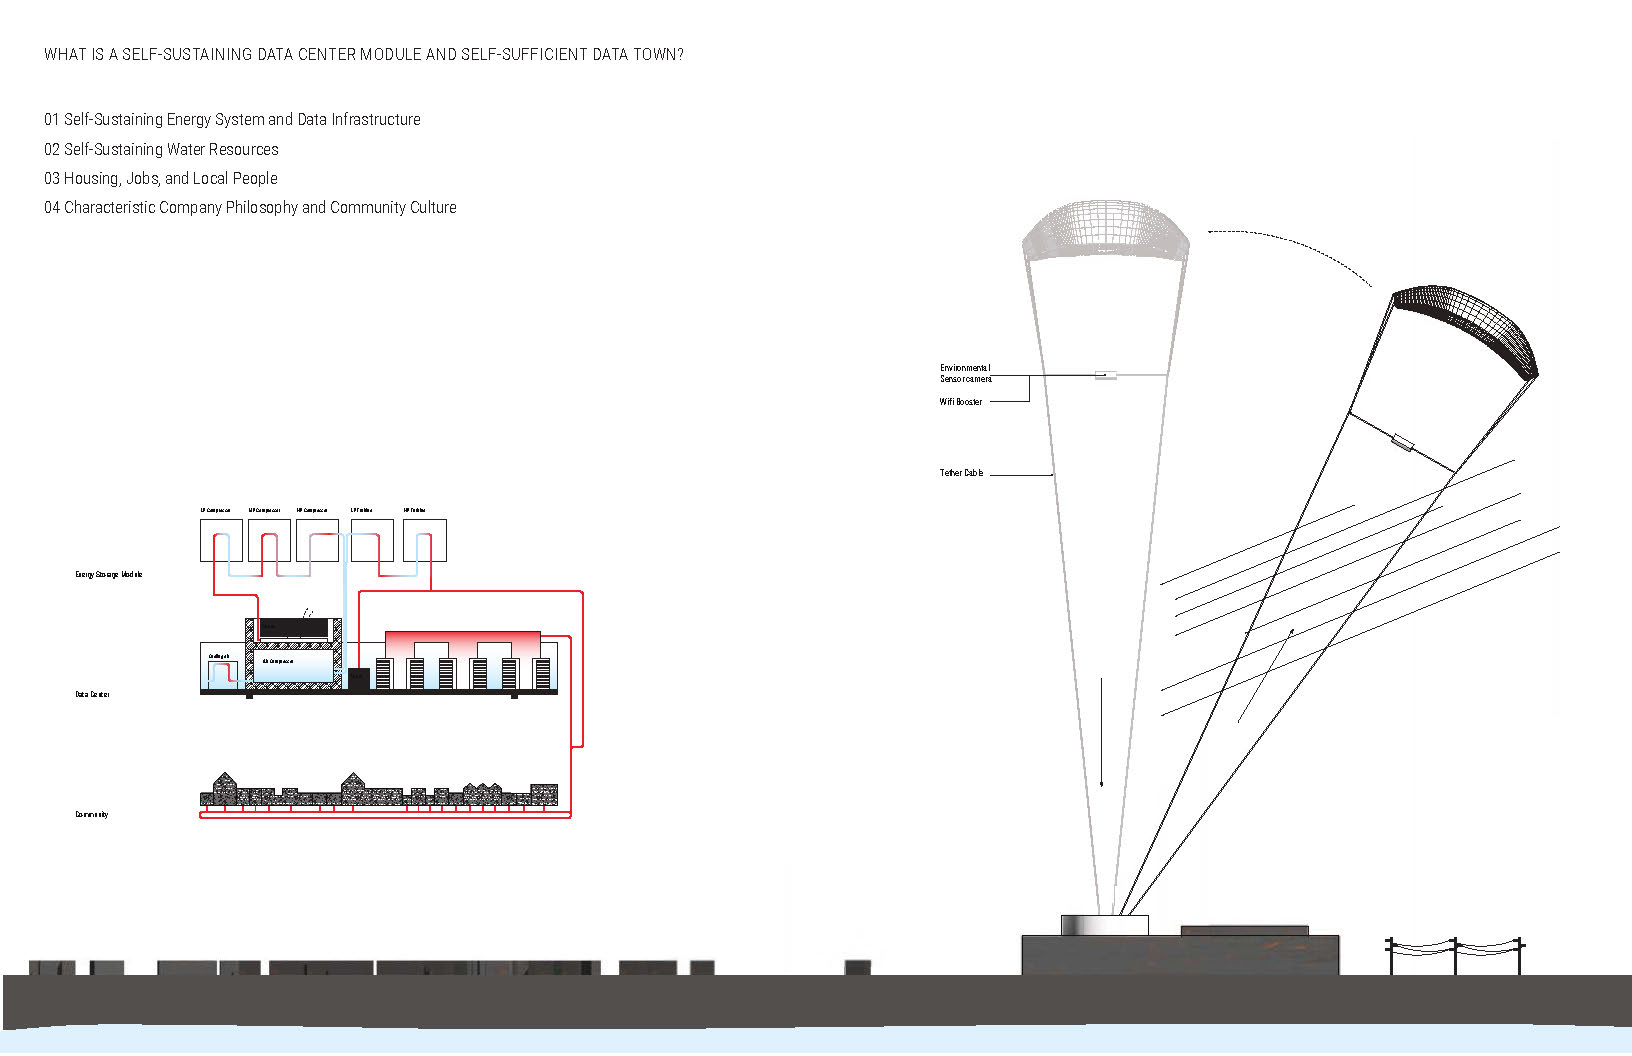 WHAT IS A SELF-SUSTAINING DATA CENTER MODULE AND SELF-SUFFICIENT DATA TOWN?
01 Self-Sustaining Energy System and Data Infrastructure
02 Self-Sustaining Water Resources
03 Housing, Jobs, and Local People
04 Characteristic Company Philosophy and Community Culture
Environmental
Sensor camera
Wifi Booster
Tether Cable
LP Compressor
MP Compressor
HP Compressor
LP Turbine
HP Turbine
Energy Storage Module
Data Center
Community